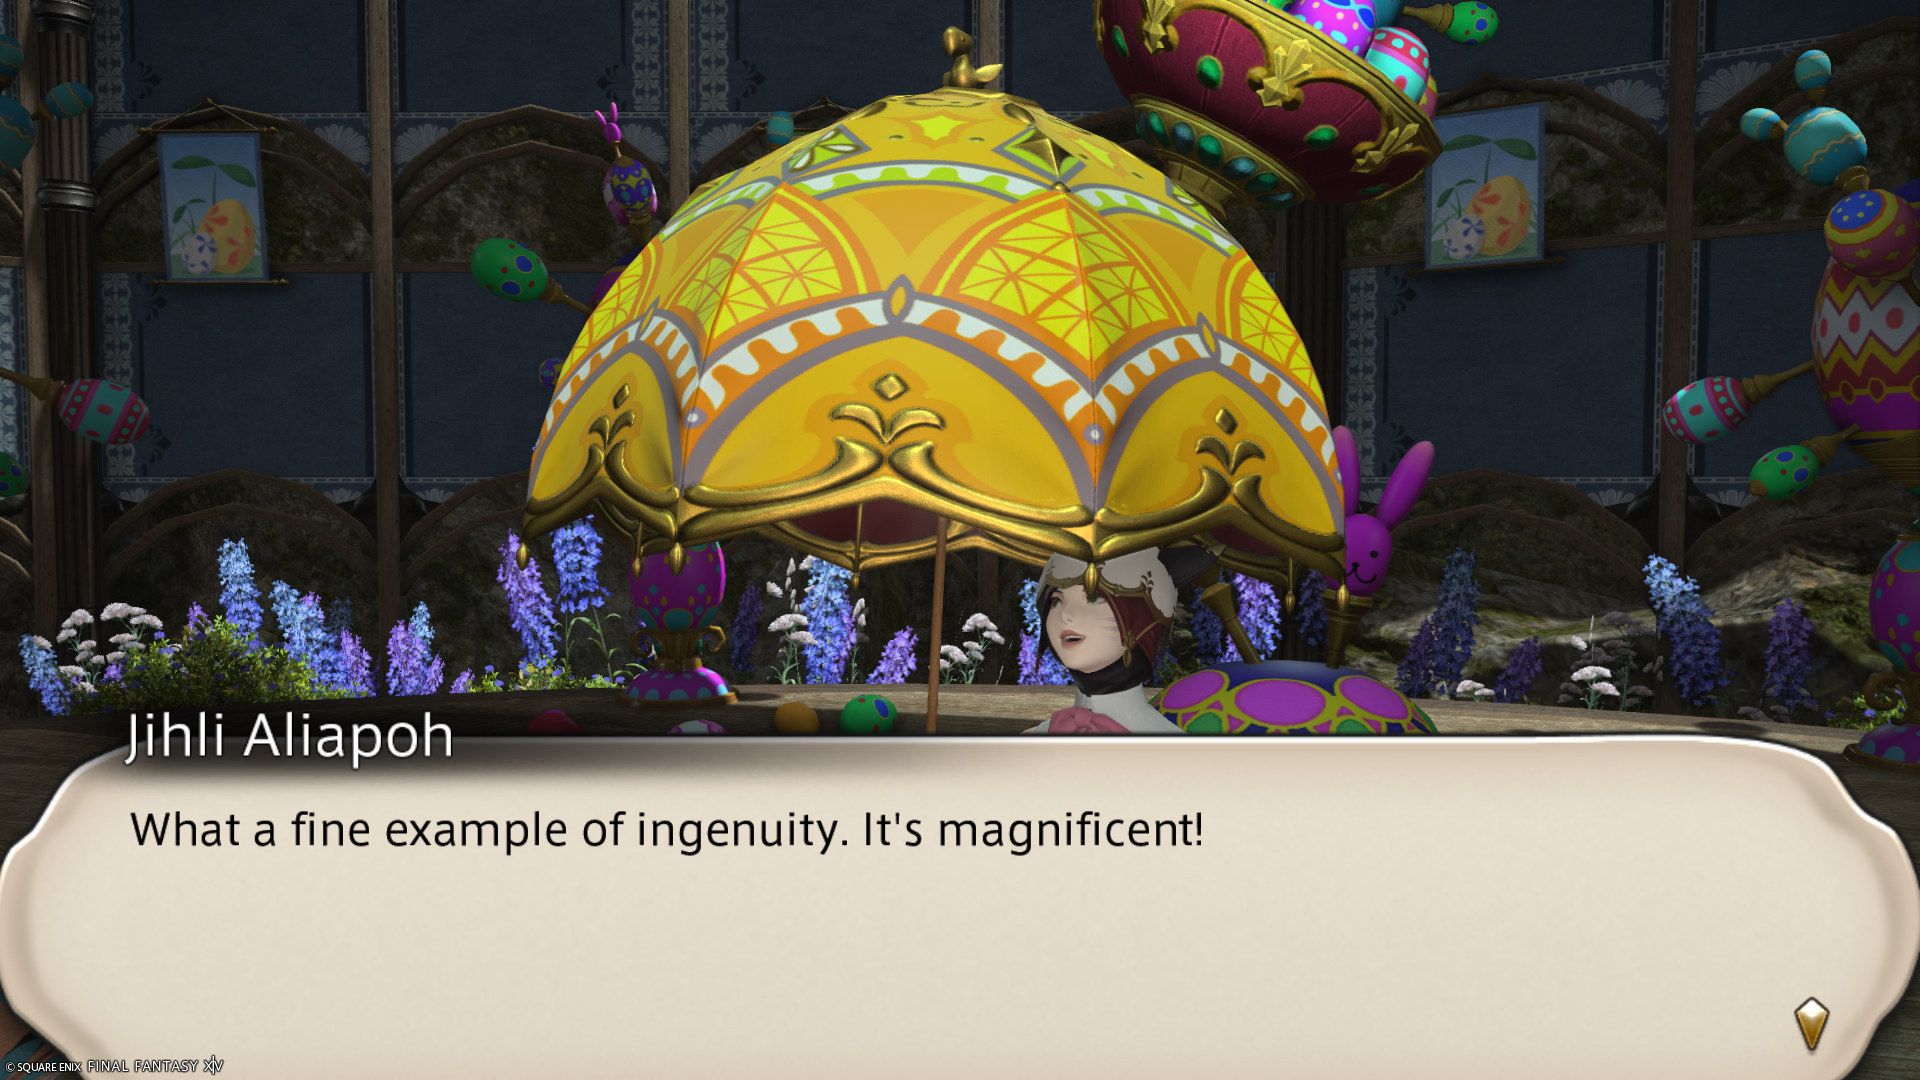 Jihli Aliapoh
What a fine example of ingenuity. It's magnificent!
© SQUARE ENIX FINAL FANTASY XIV